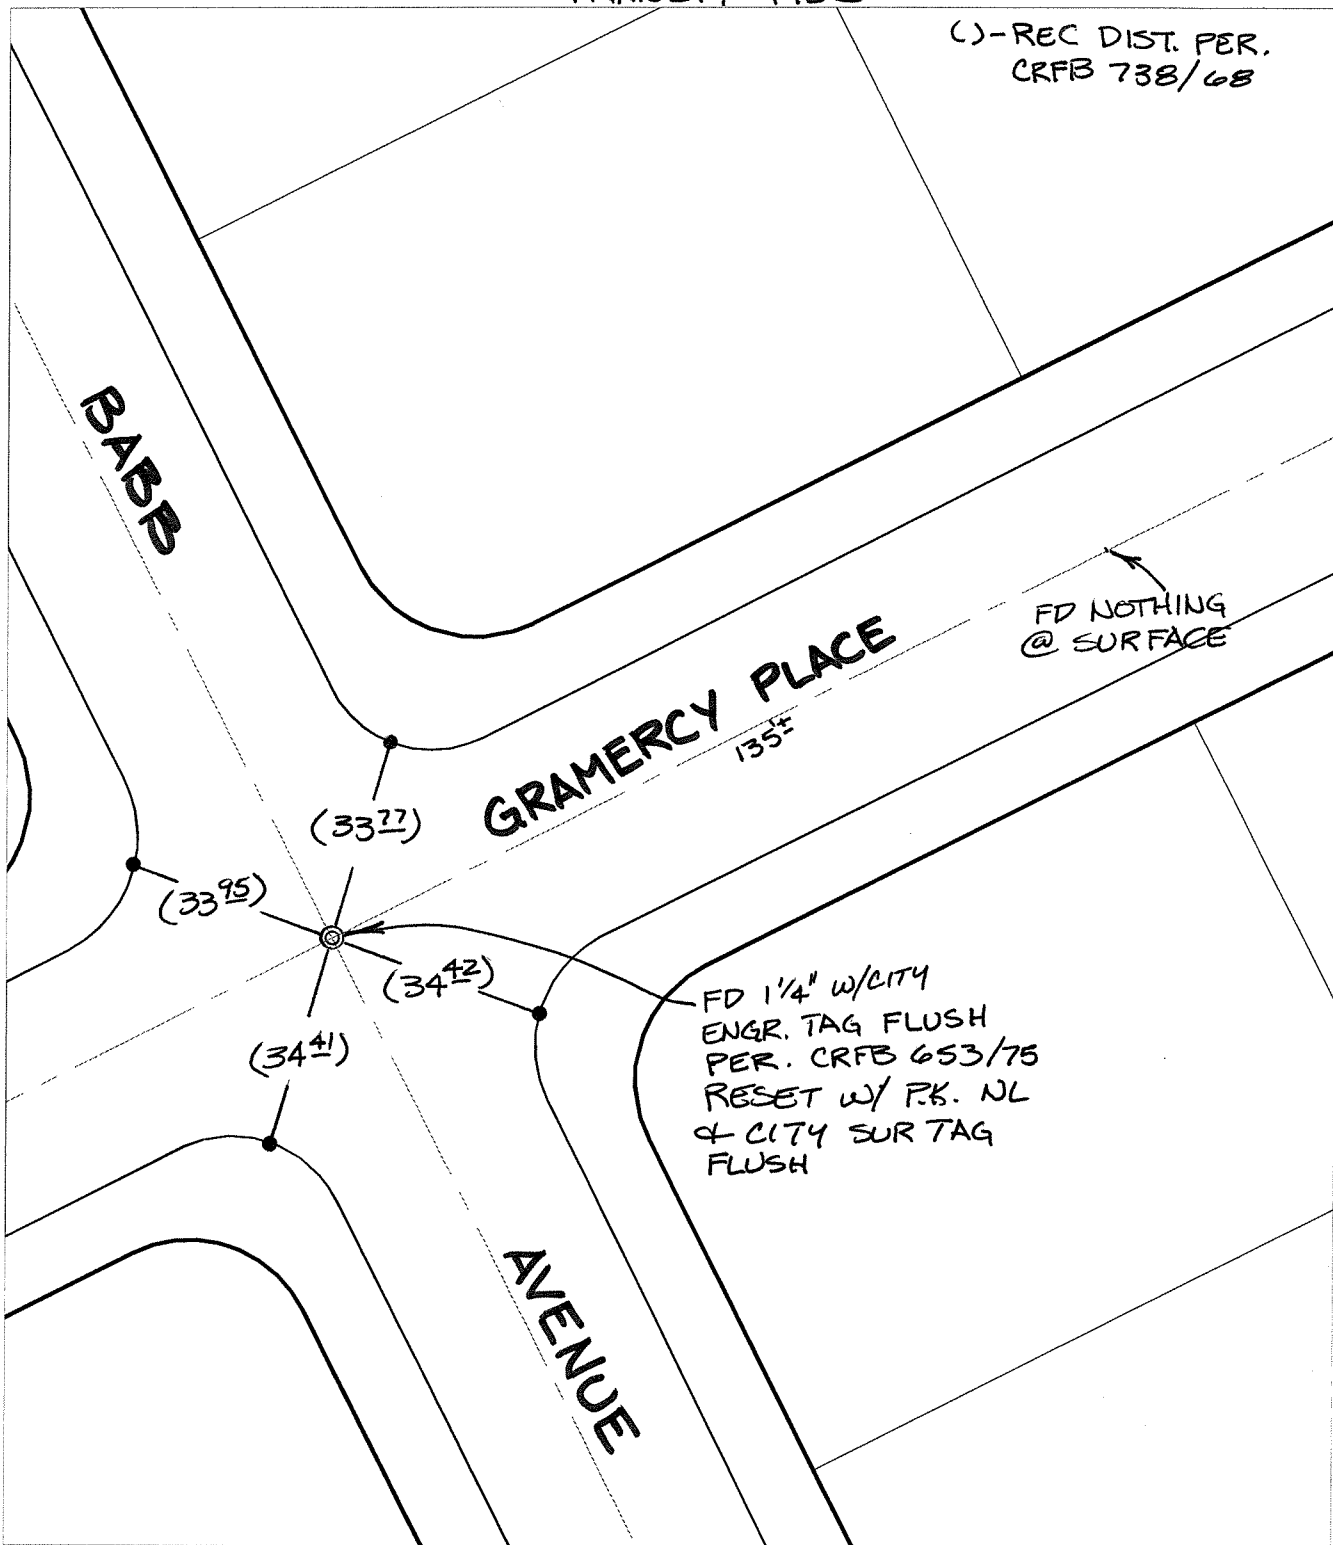 ()-REC DIST. PER.
CRFB 738/68
BABB
FD NOTHING
@ SURFACE
GRAMERCY PLACE
135'±
(33 77)
(33 95)
(34 42)
(34 41)
FD 1 1/4" W/CITY
ENGR. TAG FLUSH
PER. CRFB 653/75
RESET W/ P.K. NL
& CITY SUR TAG
FLUSH
AVENUE